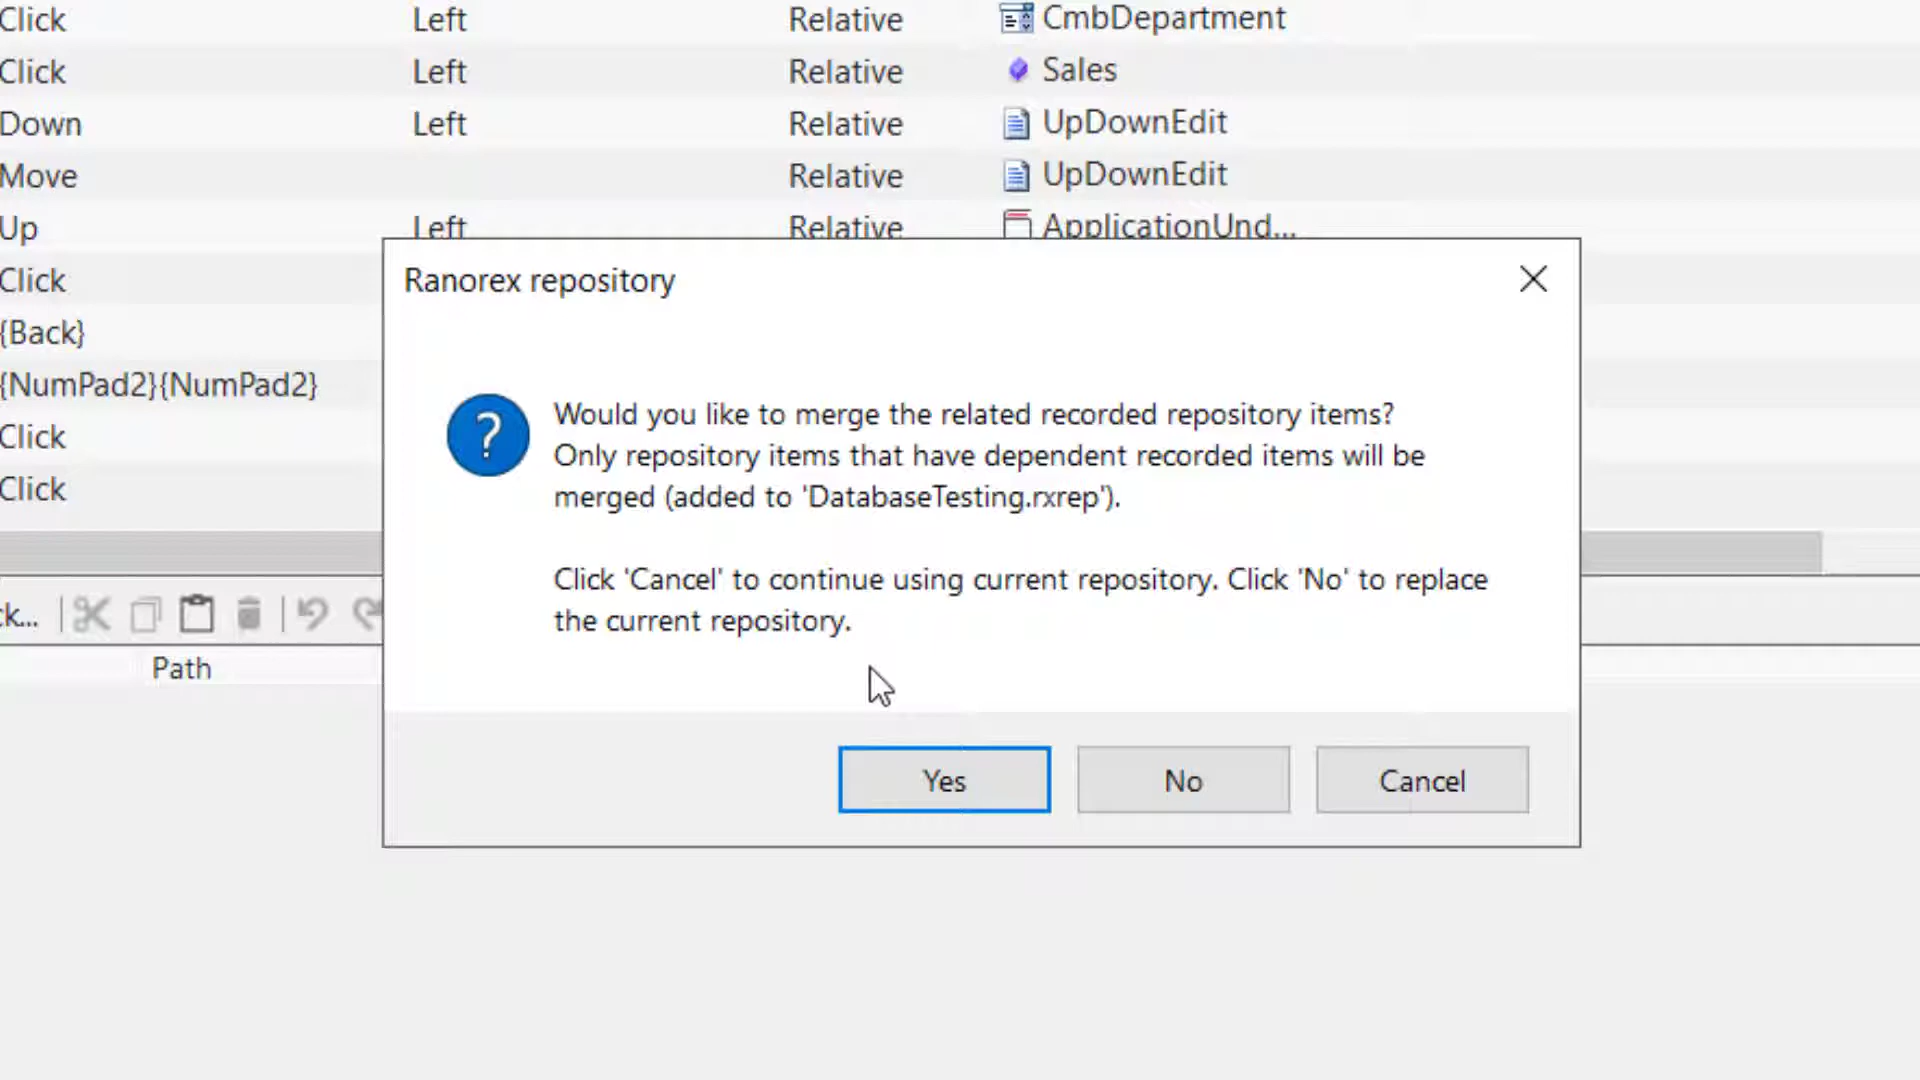 Click Left Relative CmbDepartment
Click Left Relative Sales
Down Left Relative UpDownEdit
Move Relative UpDownEdit
Up Left Relative ApplicationUnd...
Click
{Back}
{NumPad2}{NumPad2}
Click
Click
Ranorex repository
Would you like to merge the related recorded repository items?
Only repository items that have dependent recorded items will be
merged (added to 'DatabaseTesting.rxrep').
Click 'Cancel' to continue using current repository. Click 'No' to replace
the current repository.
Yes No Cancel
ck...
Path